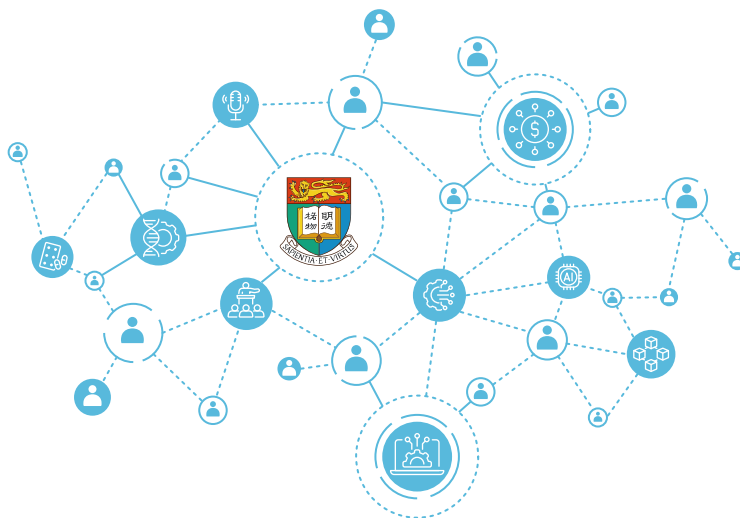 $
明德
格物
SAPIENTIA·ET·VIRTUS
AI